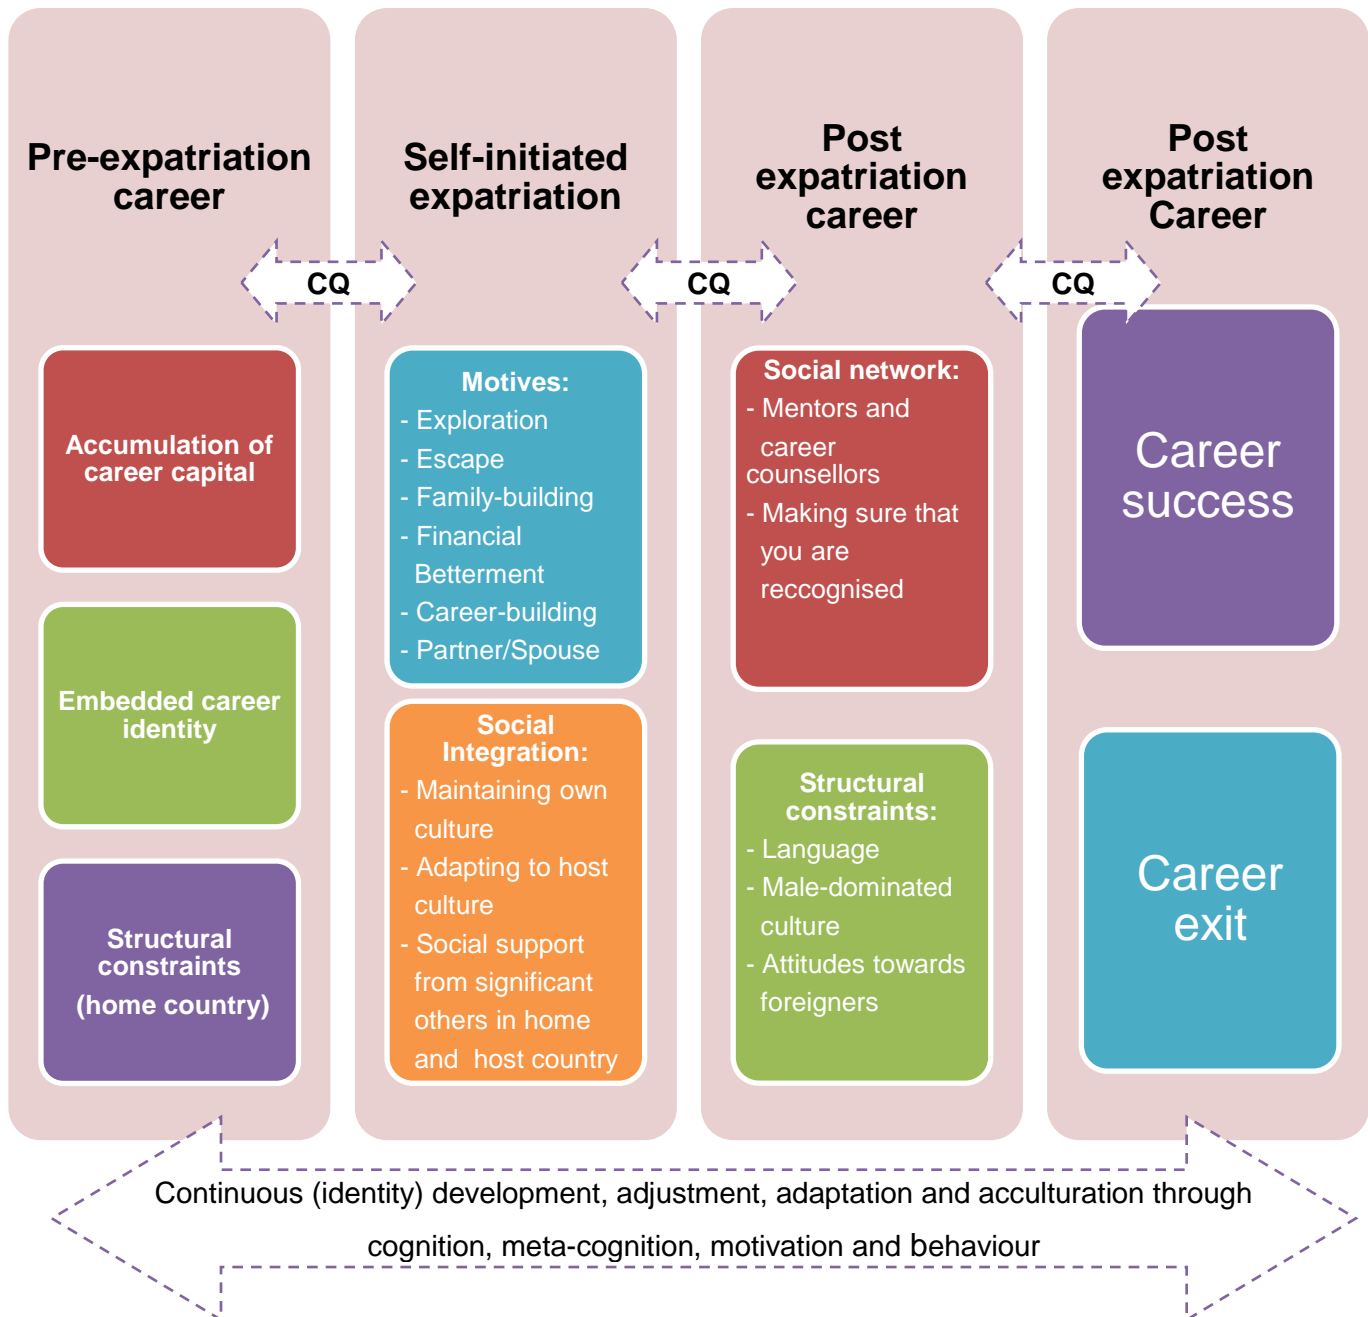 Pre-expatriation
career
Self-initiated
expatriation
Post
expatriation
career
Post
expatriation
Career
CQ
CQ
CQ
Accumulation of
career capital
Embedded career
identity
Structural
constraints
(home country)
Motives:
- Exploration
- Escape
- Family-building
- Financial
Betterment
- Career-building
- Partner/Spouse
Social
Integration:
- Maintaining own
culture
- Adapting to host
culture
- Social support
from significant
others in home
and host country
Social network:
- Mentors and
career
counsellors
- Making sure that
you are
reccognised
Structural
constraints:
- Language
- Male-dominated
culture
- Attitudes towards
foreigners
Career
success
Career
exit
Continuous (identity) development, adjustment, adaptation and acculturation through
cognition, meta-cognition, motivation and behaviour